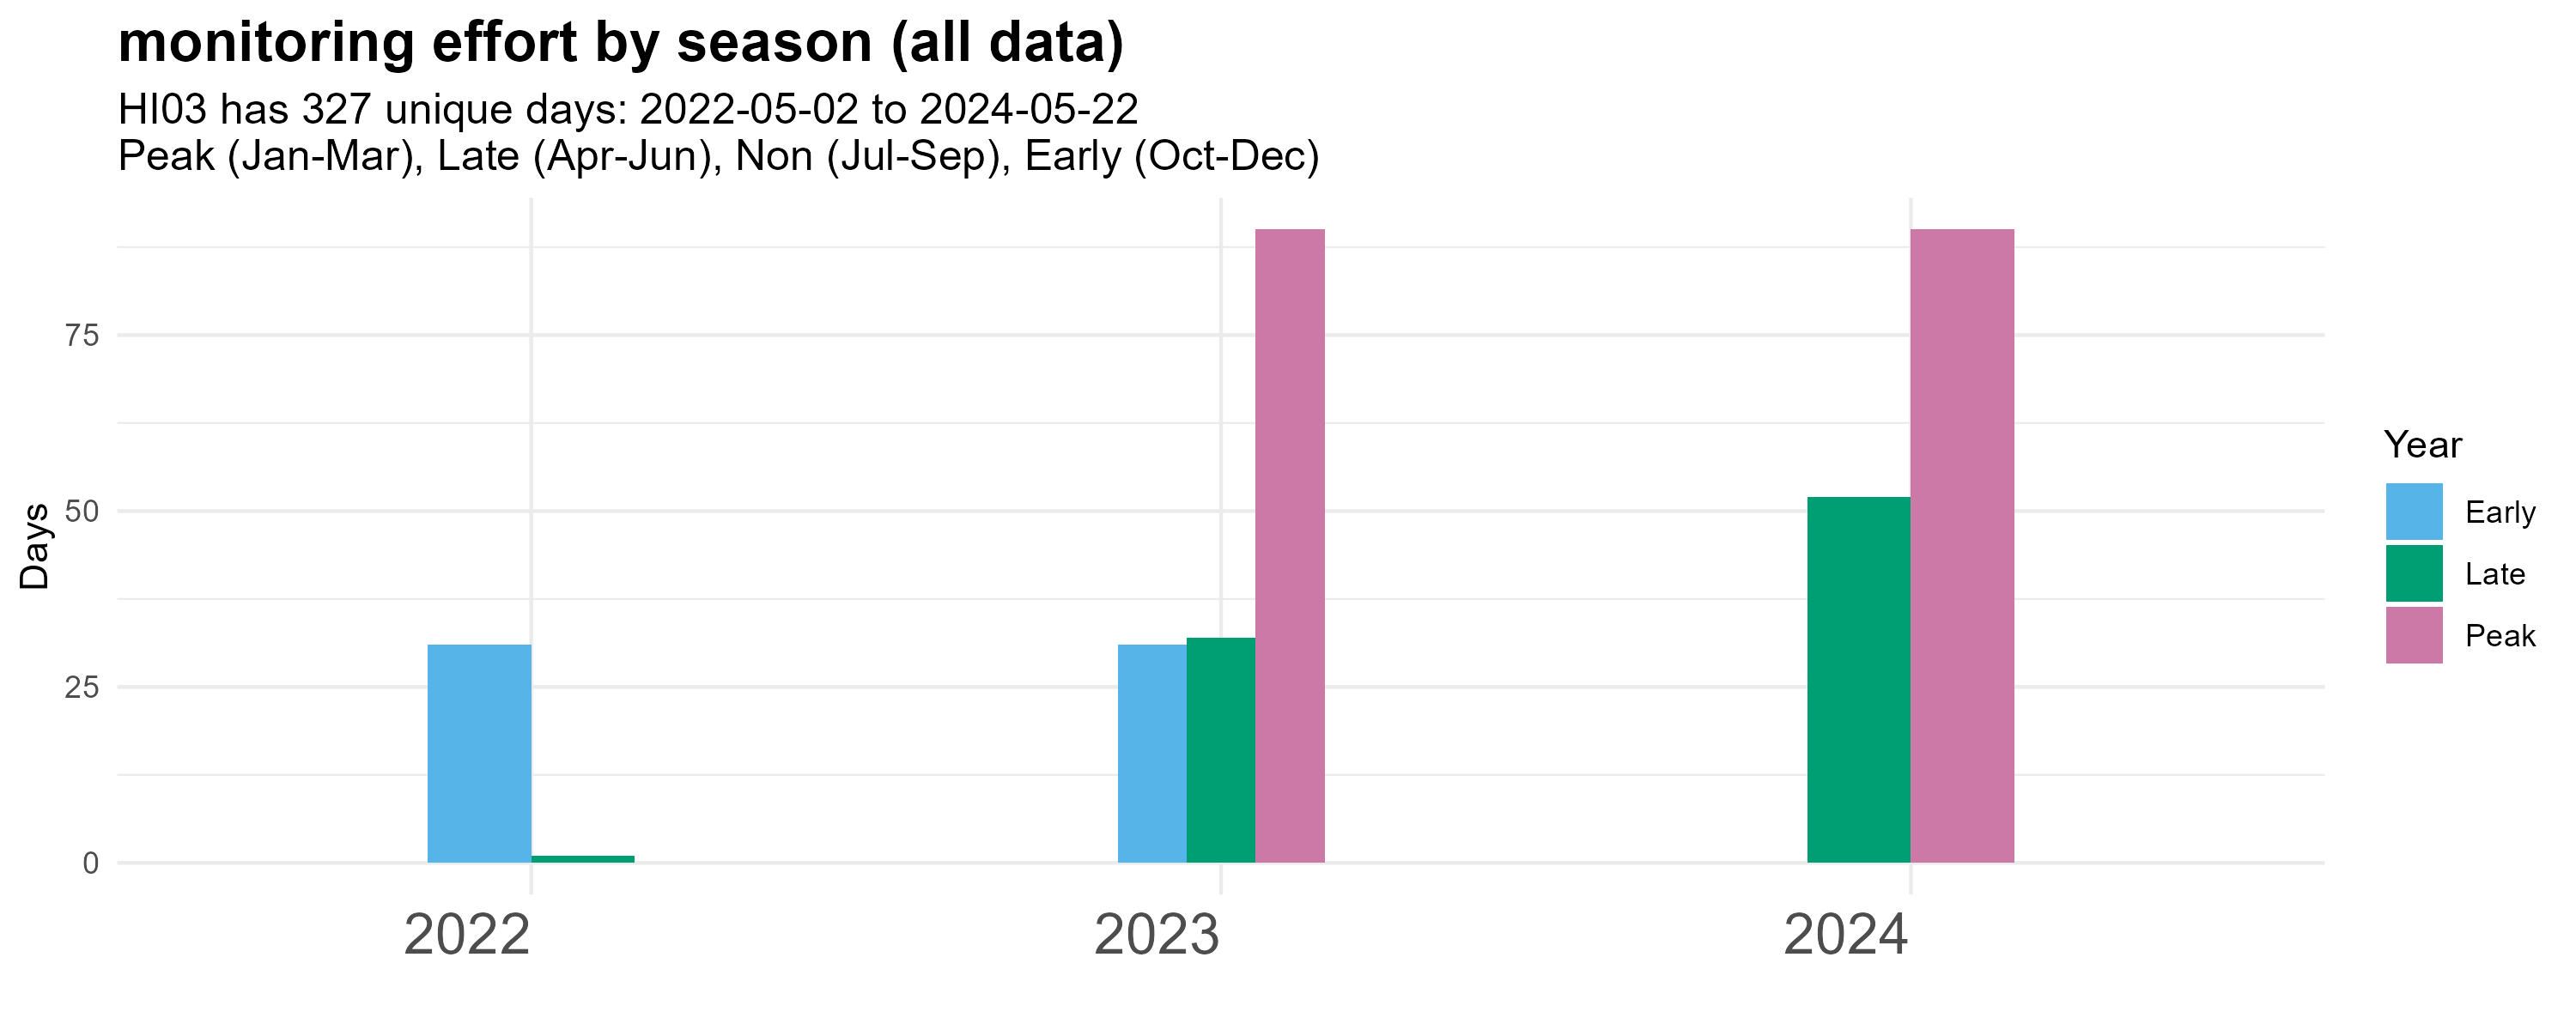 monitoring effort by season (all data)
HI03 has 327 unique days: 2022-05-02 to 2024-05-22
Peak (Jan-Mar), Late (Apr-Jun), Non (Jul-Sep), Early (Oct-Dec)
75
50
25
0
Days
2022
2023
2024
Year
Early
Late
Peak